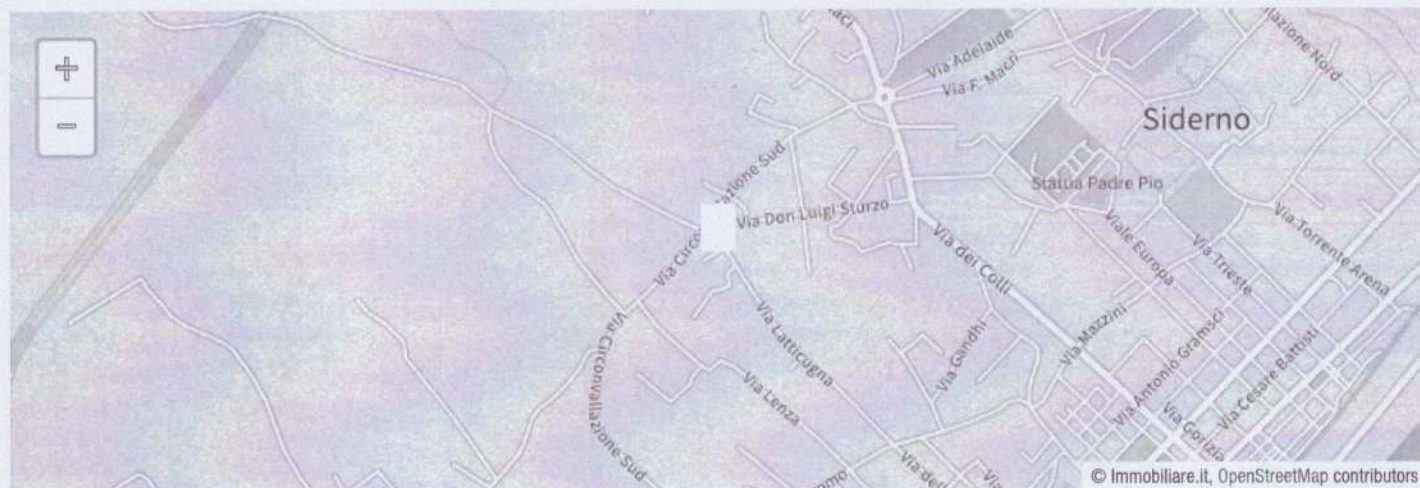 +
−
Via Adelaide
Via F. Macrì
Siderno
Statua Padre Pio
Via Don Luigi Sturzo
Via dei Colli
Viale Europa
Via Trieste
Via Torrente Arena
Via Latticugna
Via Gandhi
Via Mazzini
Via Antonio Gramsci
Via Cesare Battisti
Via Gorizia
Via Lenza
Via Circonvallazione Sud
© Immobiliare.it, OpenStreetMap contributors